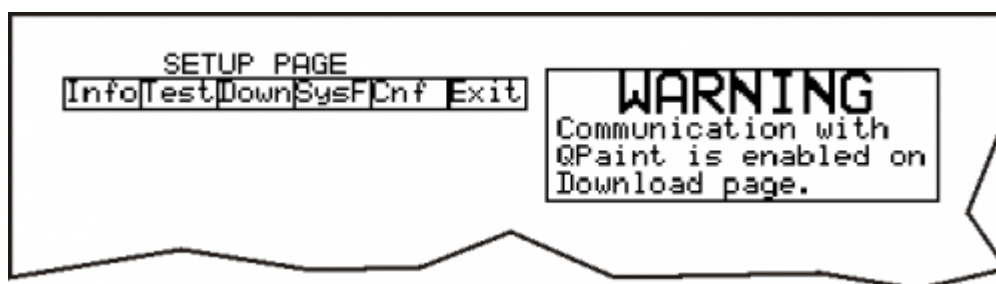 SETUP PAGE
Info Test Down SysF Cnf Exit
WARNING
Communication with
QPaint is enabled on
Download page.